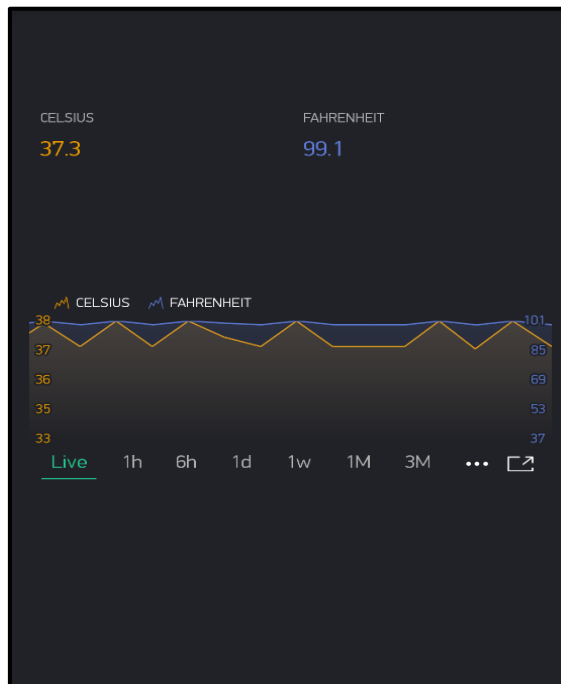 CELSIUS FAHRENHEIT
37.3 99.1
CELSIUS FAHRENHEIT
38 101
37 85
36 69
35 53
33 37
Live 1h 6h 1d 1w 1M 3M •••